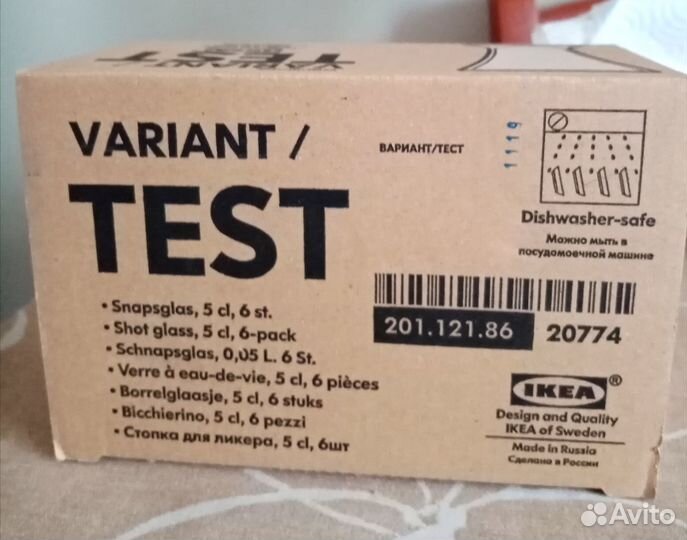 VARIANT /
TEST
VARIANT /
TEST
ВАРИАНТ/ТЕСТ
1119
Dishwasher-safe
Можно мыть в
посудомоечной машине
• Snapsglas, 5 cl, 6 st.
• Shot glass, 5 cl, 6-pack
• Schnapsglas, 0,05 L. 6 St.
• Verre à eau-de-vie, 5 cl, 6 pièces
• Borrelglaasje, 5 cl, 6 stuks
• Bicchierino, 5 cl, 6 pezzi
• Стопка для ликера, 5 cl, 6шт
201.121.86
20774
IKEA®
Design and Quality
IKEA of Sweden
Made in Russia
Сделано в России
Avito